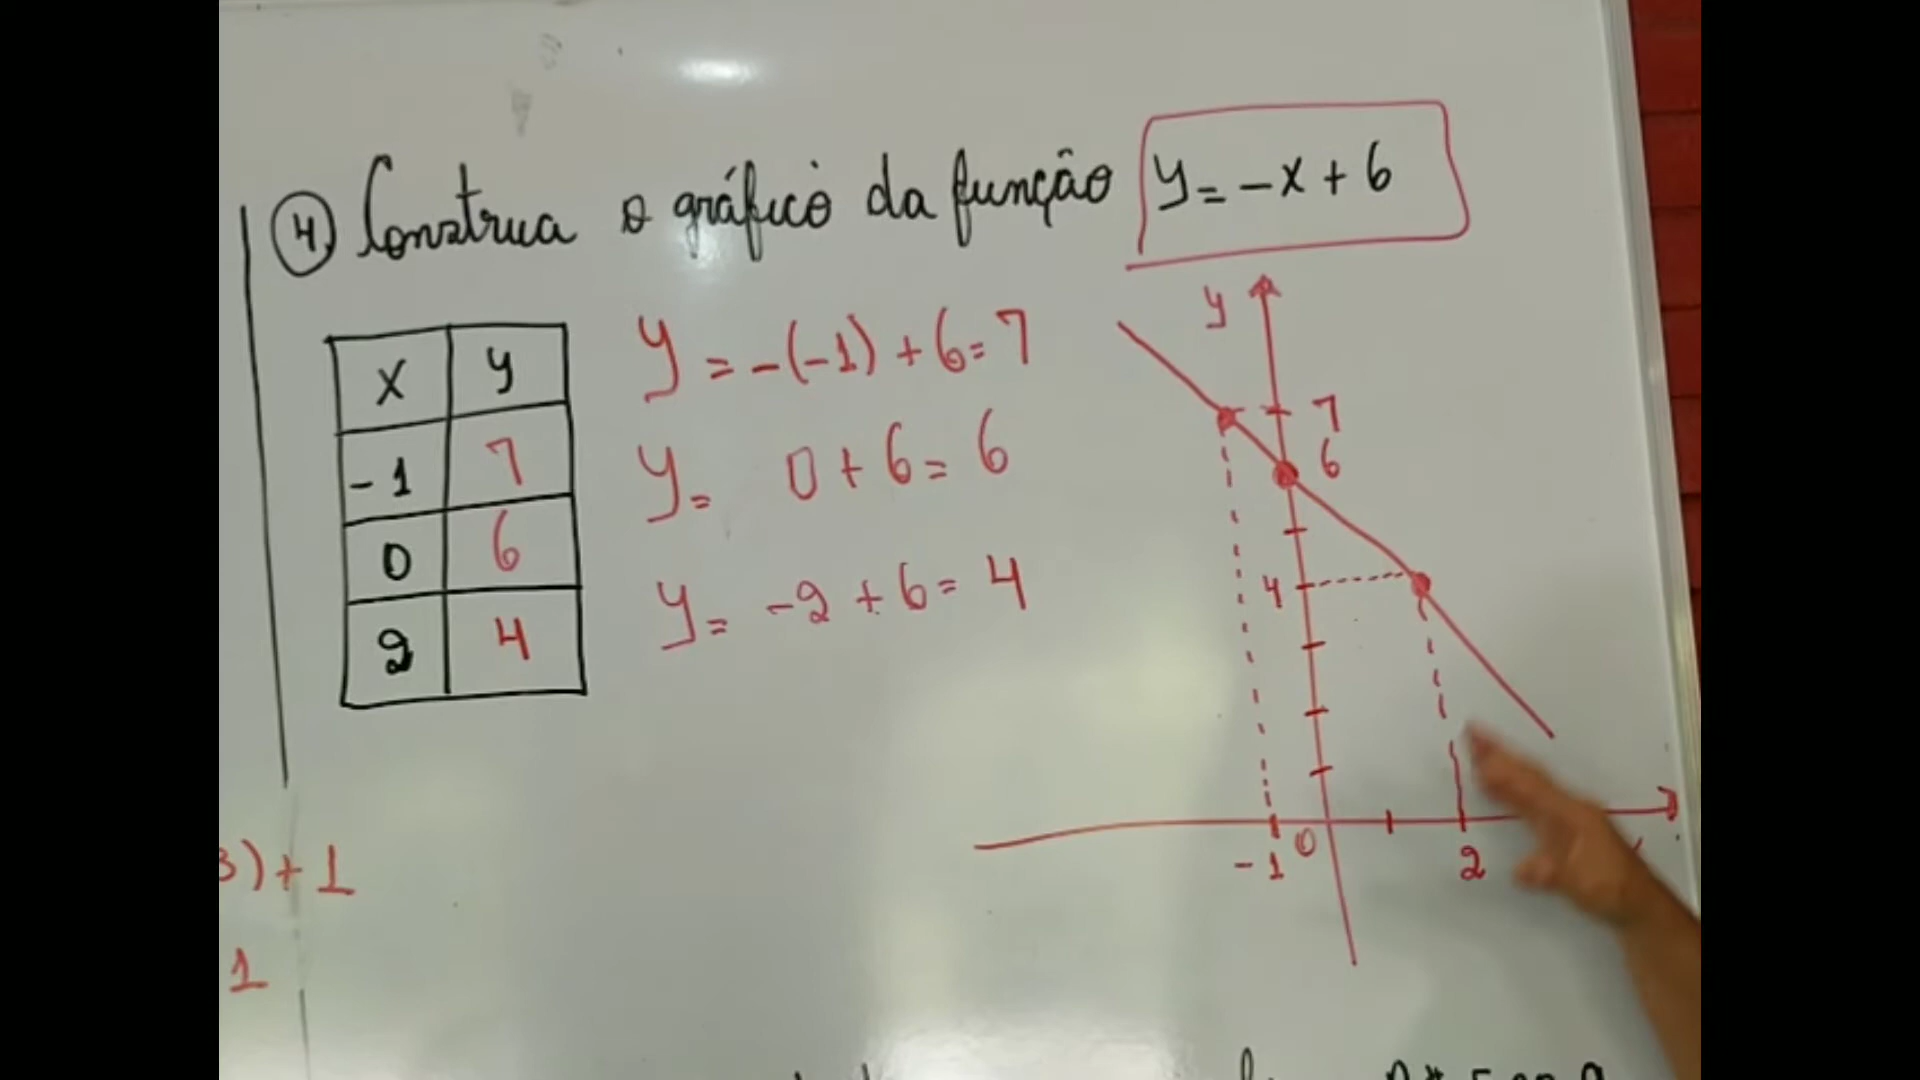 4 Construa o gráfico da função y = -x + 6
x y
-1 7
0 6
2 4
y = -(-1) + 6 = 7
y = 0 + 6 = 6
y = -2 + 6 = 4
y
7
6
4
-1 0 2
3) + 1
1